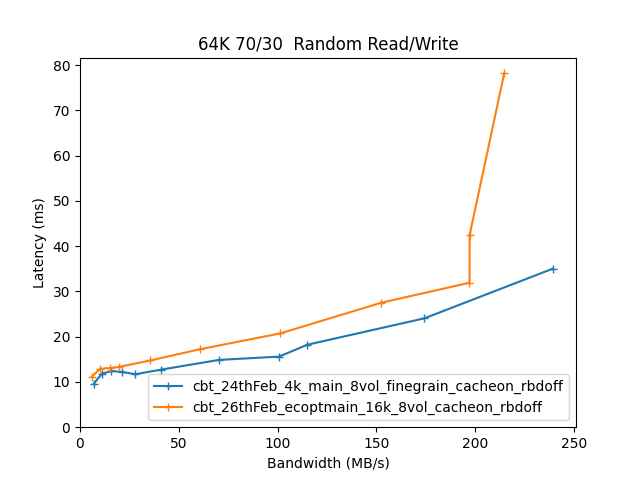 64K 70/30  Random Read/Write
80
70
60
50
40
30
20
10
0
Latency (ms)
cbt_24thFeb_4k_main_8vol_finegrain_cacheon_rbdoff
cbt_26thFeb_ecoptmain_16k_8vol_cacheon_rbdoff
0 50 100 150 200 250
Bandwidth (MB/s)